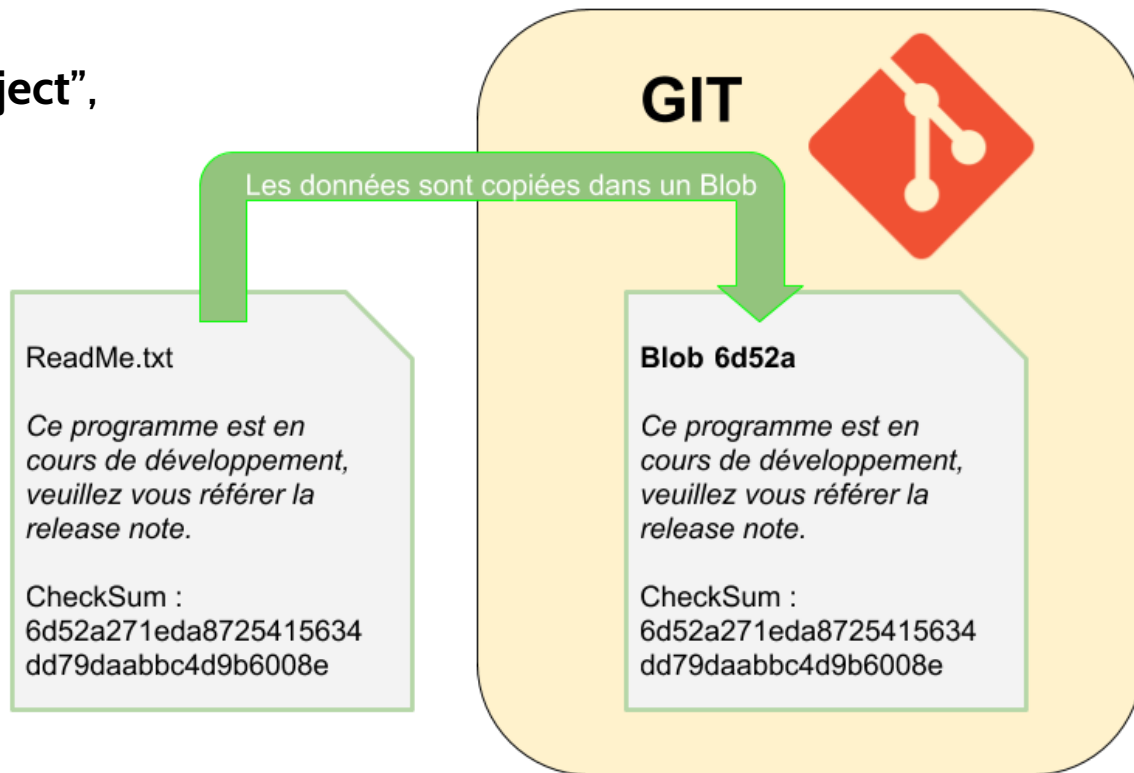 ject”,
GIT
Les données sont copiées dans un Blob
ReadMe.txt
Ce programme est en
cours de développement,
veuillez vous référer la
release note.
CheckSum :
6d52a271eda8725415634
dd79daabbc4d9b6008e
Blob 6d52a
Ce programme est en
cours de développement,
veuillez vous référer la
release note.
CheckSum :
6d52a271eda8725415634
dd79daabbc4d9b6008e